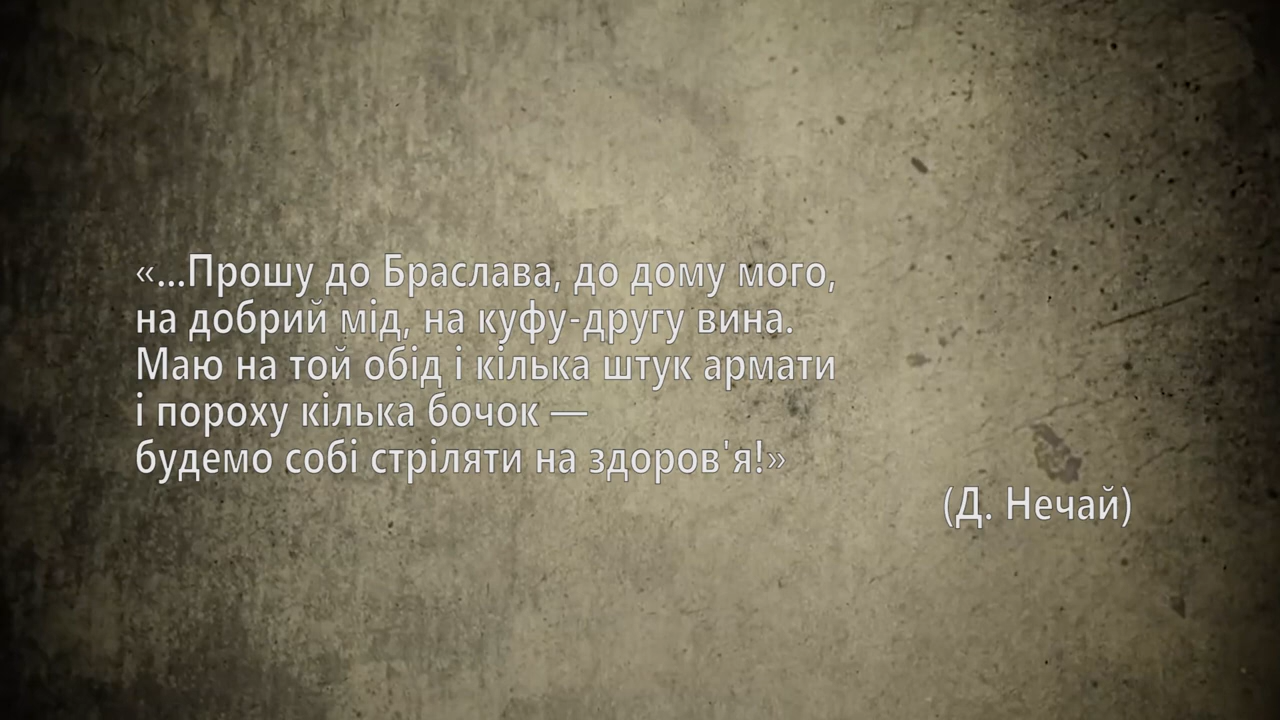 «...Прошу до Браслава, до дому мого,
на добрий мід, на куфу-другу вина.
Маю на той обід і кілька штук армати
і пороху кілька бочок —
будемо собі стріляти на здоров'я!»
(Д. Нечай)